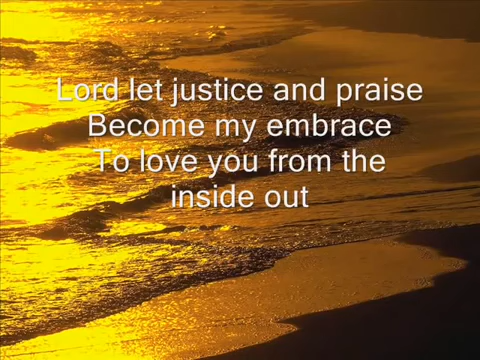 Lord let justice and praise
Become my embrace
To love you from the
inside out